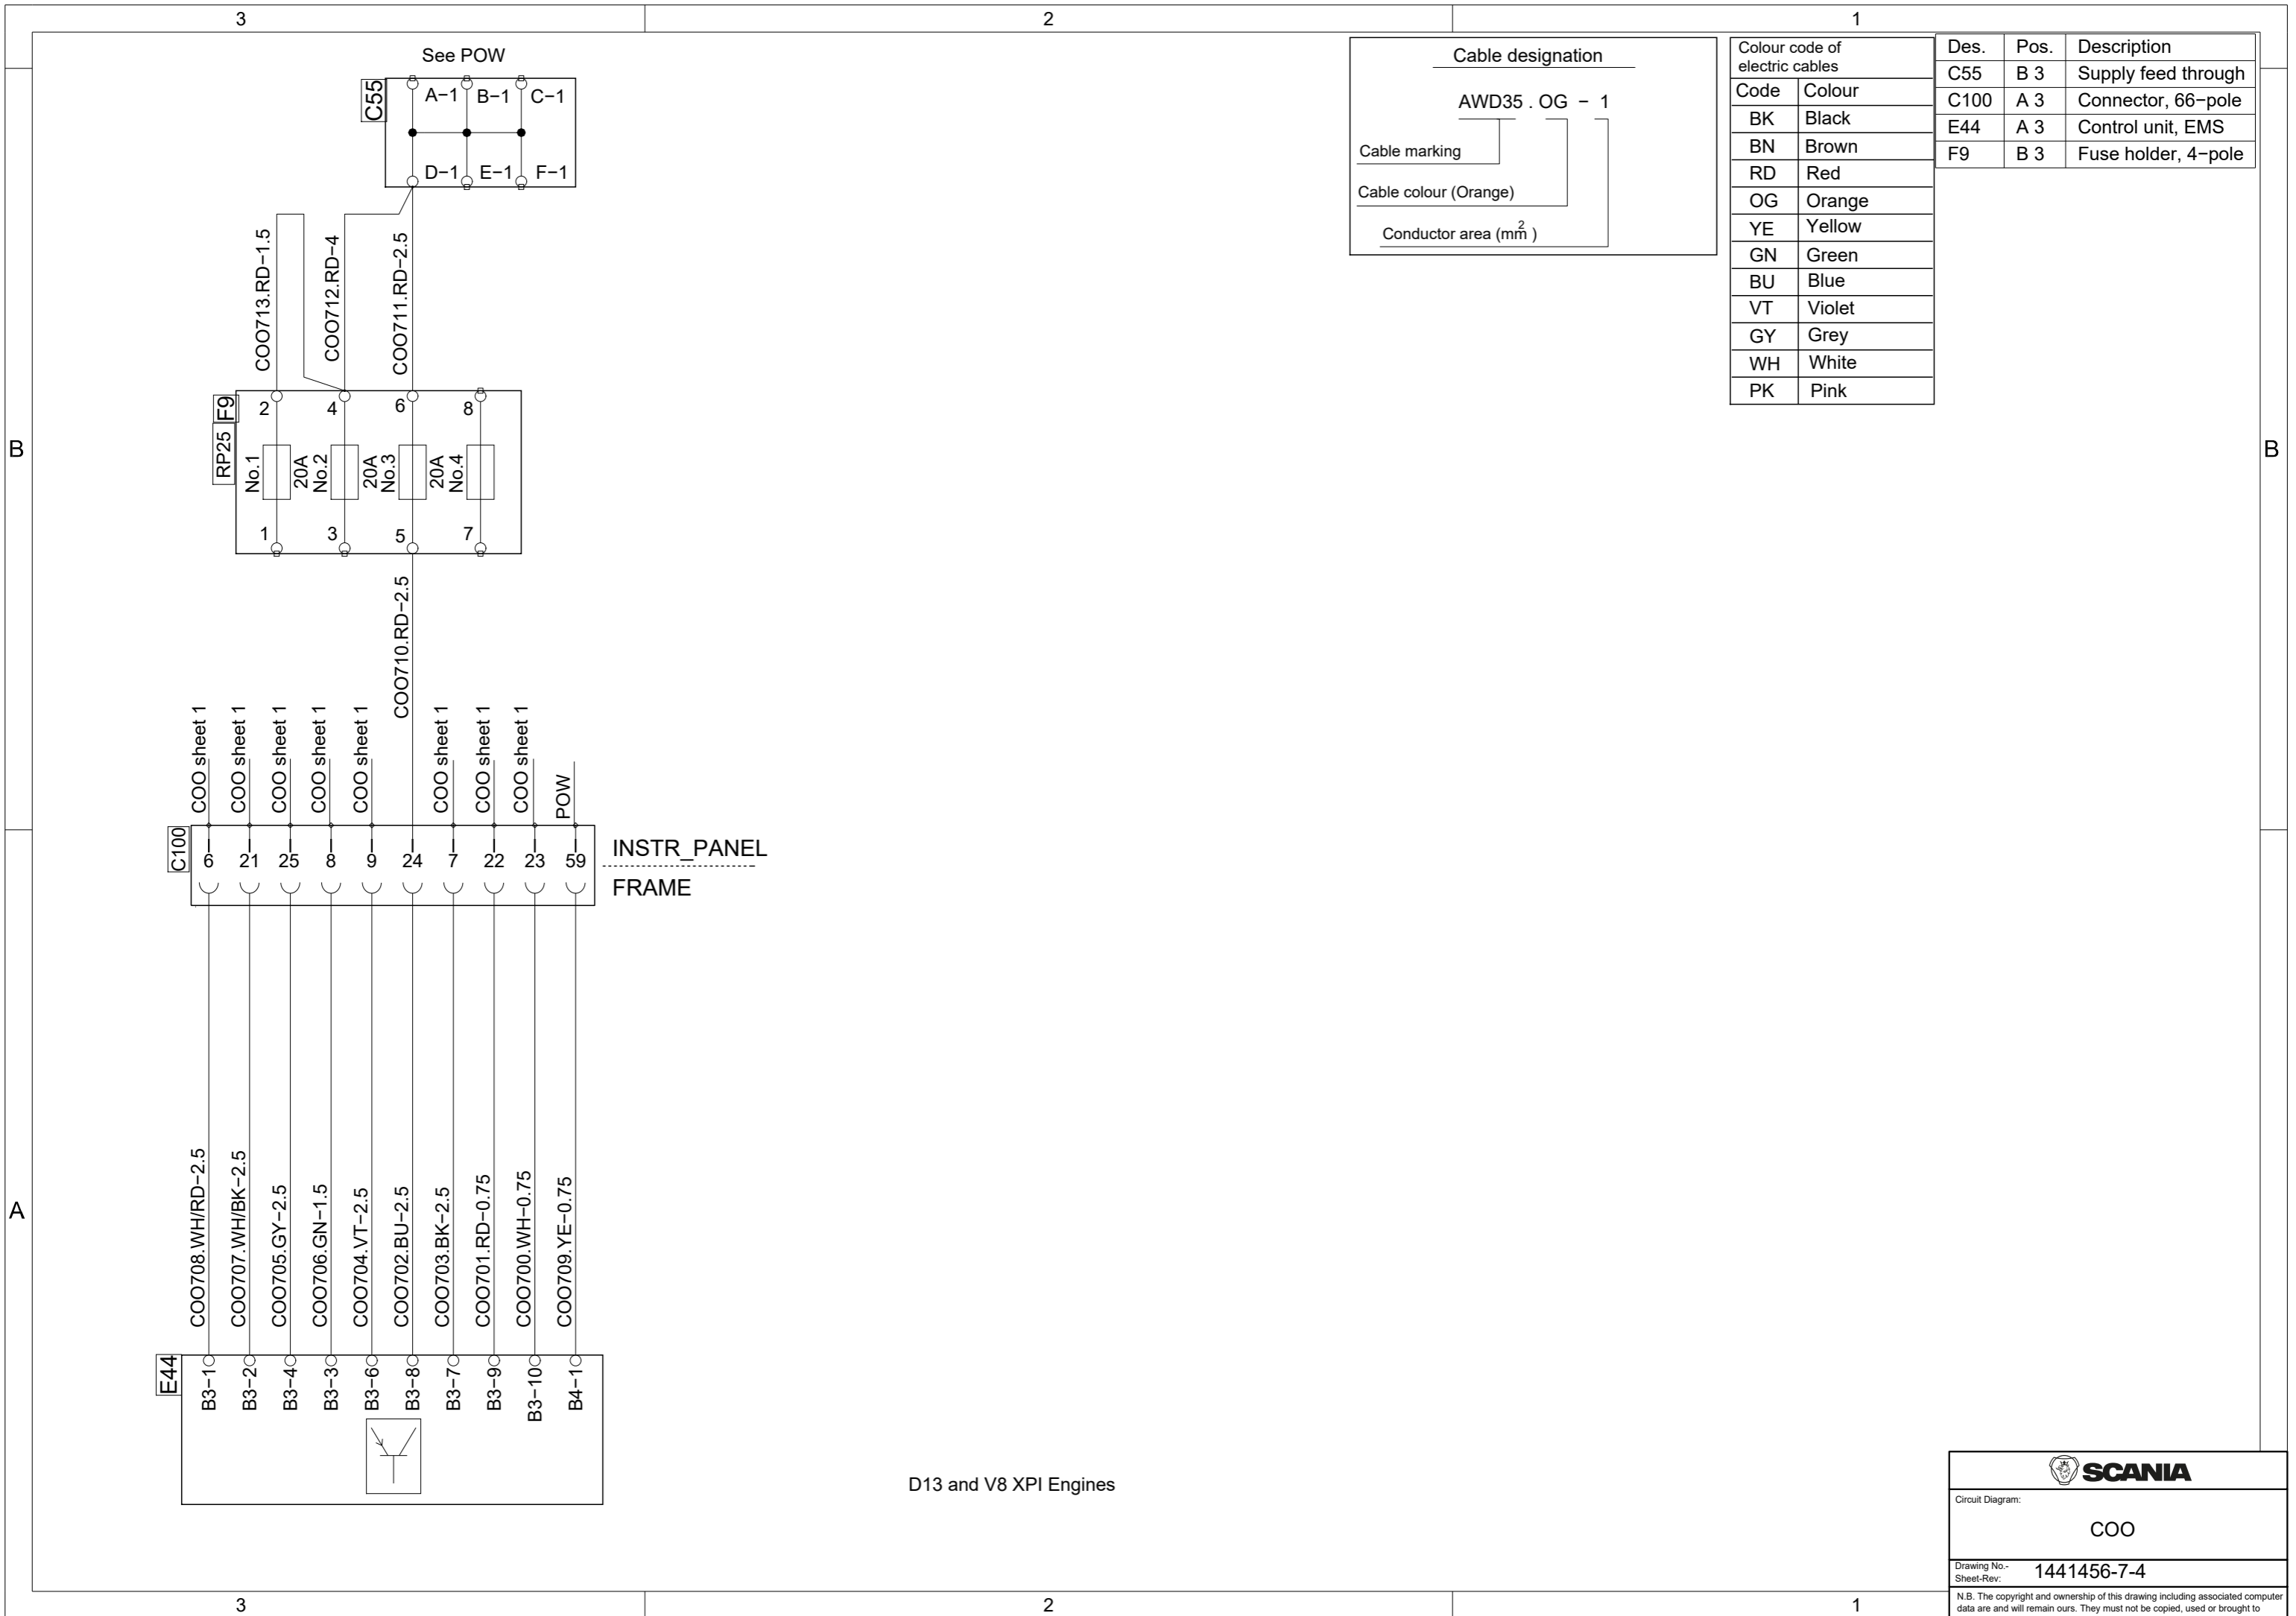 3 2 1
See POW
C55
A−1 B−1 C−1
D−1 E−1 F−1
COO713.RD−1.5
COO712.RD−4
COO711.RD−2.5
F9
RP25
2 4 6 8
No.1
20A
No.2
20A
No.3
20A
No.4
1 3 5 7
COO710.RD−2.5
COO sheet 1
COO sheet 1
COO sheet 1
COO sheet 1
COO sheet 1
COO sheet 1
COO sheet 1
COO sheet 1
POW
C100
6 21 25 8 9 24 7 22 23 59
INSTR_PANEL
FRAME
COO708.WH/RD−2.5
COO707.WH/BK−2.5
COO705.GY−2.5
COO706.GN−1.5
COO704.VT−2.5
COO702.BU−2.5
COO703.BK−2.5
COO701.RD−0.75
COO700.WH−0.75
COO709.YE−0.75
E44
B3−1
B3−2
B3−4
B3−3
B3−6
B3−8
B3−7
B3−9
B3−10
B4−1
D13 and V8 XPI Engines
Cable designation
AWD35 . OG − 1
Cable marking
Cable colour (Orange)
Conductor area (mm2)
Colour code of
electric cables
Code Colour
BK Black
BN Brown
RD Red
OG Orange
YE Yellow
GN Green
BU Blue
VT Violet
GY Grey
WH White
PK Pink
Des. Pos. Description
C55 B 3 Supply feed through
C100 A 3 Connector, 66−pole
E44 A 3 Control unit, EMS
F9 B 3 Fuse holder, 4−pole
B B
A
SCANIA
Circuit Diagram:
COO
Drawing No.-
Sheet-Rev: 1441456-7-4
N.B. The copyright and ownership of this drawing including associated computer
data are and will remain ours. They must not be copied, used or brought to
3 2 1